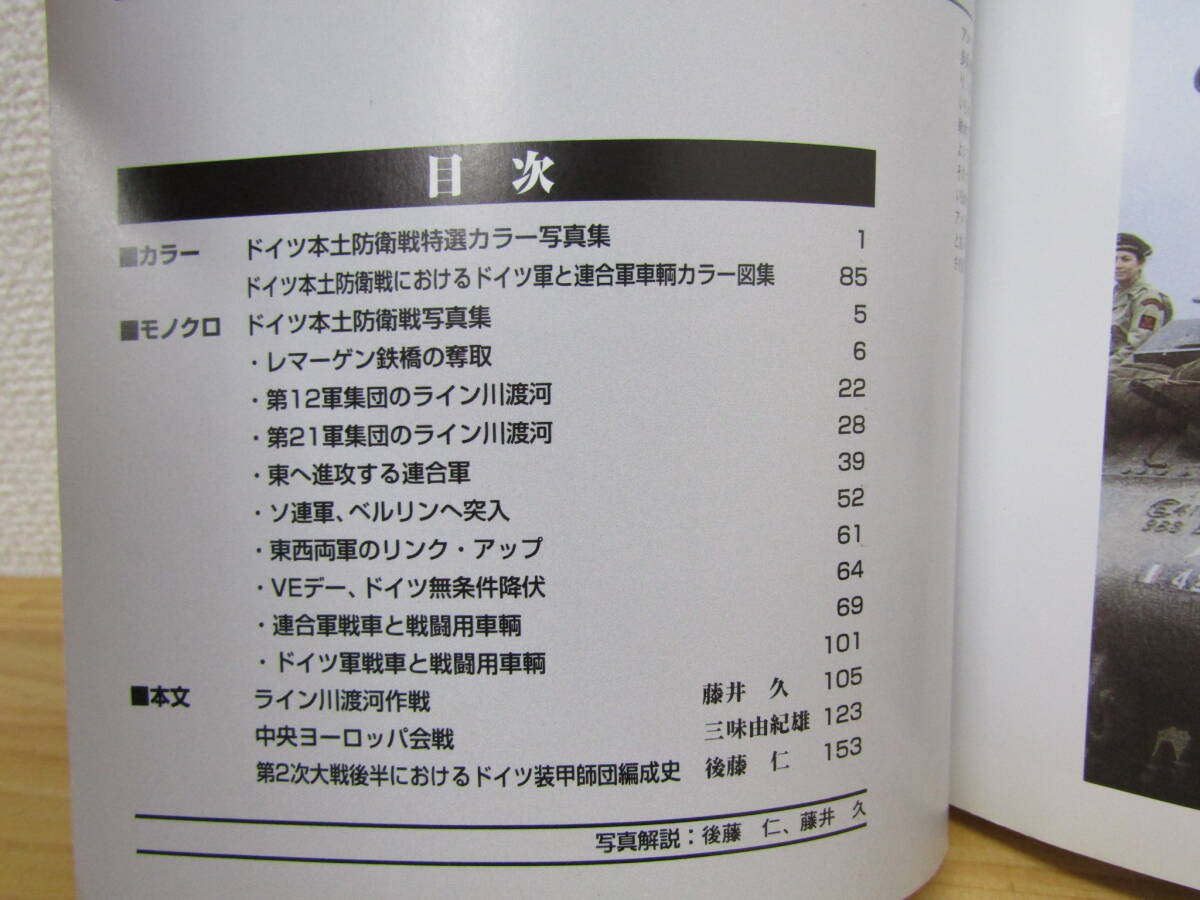 目次
■カラー ドイツ本土防衛戦特選カラー写真集 1
ドイツ本土防衛戦におけるドイツ軍と連合軍車輌カラー図集 85
■モノクロ ドイツ本土防衛戦写真集 5
・レマーゲン鉄橋の奪取 6
・第12軍集団のライン川渡河 22
・第21軍集団のライン川渡河 28
・東へ進攻する連合軍 39
・ソ連軍、ベルリンへ突入 52
・東西両軍のリンク・アップ 61
・VEデー、ドイツ無条件降伏 64
・連合軍戦車と戦闘用車輌 69
・ドイツ軍戦車と戦闘用車輌 101
■本文 ライン川渡河作戦 藤井 久 105
中央ヨーロッパ会戦 三味由紀雄 123
第2次大戦後半におけるドイツ装甲師団編成史 後藤 仁 153
写真解説：後藤 仁、藤井 久